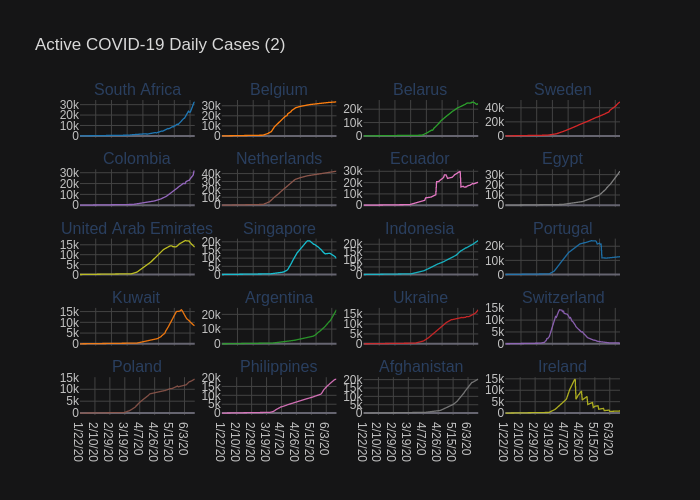 Active COVID-19 Daily Cases (2)
South Africa Belgium Belarus Sweden
30k 20k 10k 0
30k 20k 10k 0
20k 10k 0
40k 20k 0
Colombia Netherlands Ecuador Egypt
30k 20k 10k 0
40k 30k 20k 10k 0
30k 20k 10k 0
30k 20k 10k 0
United Arab Emirates Singapore Indonesia Portugal
15k 10k 5k 0
20k 15k 10k 5k 0
20k 15k 10k 5k 0
20k 10k 0
Kuwait Argentina Ukraine Switzerland
15k 10k 5k 0
20k 10k 0
15k 10k 5k 0
15k 10k 5k 0
Poland Philippines Afghanistan Ireland
15k 10k 5k 0
20k 15k 10k 5k 0
20k 15k 10k 5k 0
15k 10k 5k 0
1/22/20 2/10/20 2/29/20 3/19/20 4/7/20 4/26/20 5/15/20 6/3/20
1/22/20 2/10/20 2/29/20 3/19/20 4/7/20 4/26/20 5/15/20 6/3/20
1/22/20 2/10/20 2/29/20 3/19/20 4/7/20 4/26/20 5/15/20 6/3/20
1/22/20 2/10/20 2/29/20 3/19/20 4/7/20 4/26/20 5/15/20 6/3/20